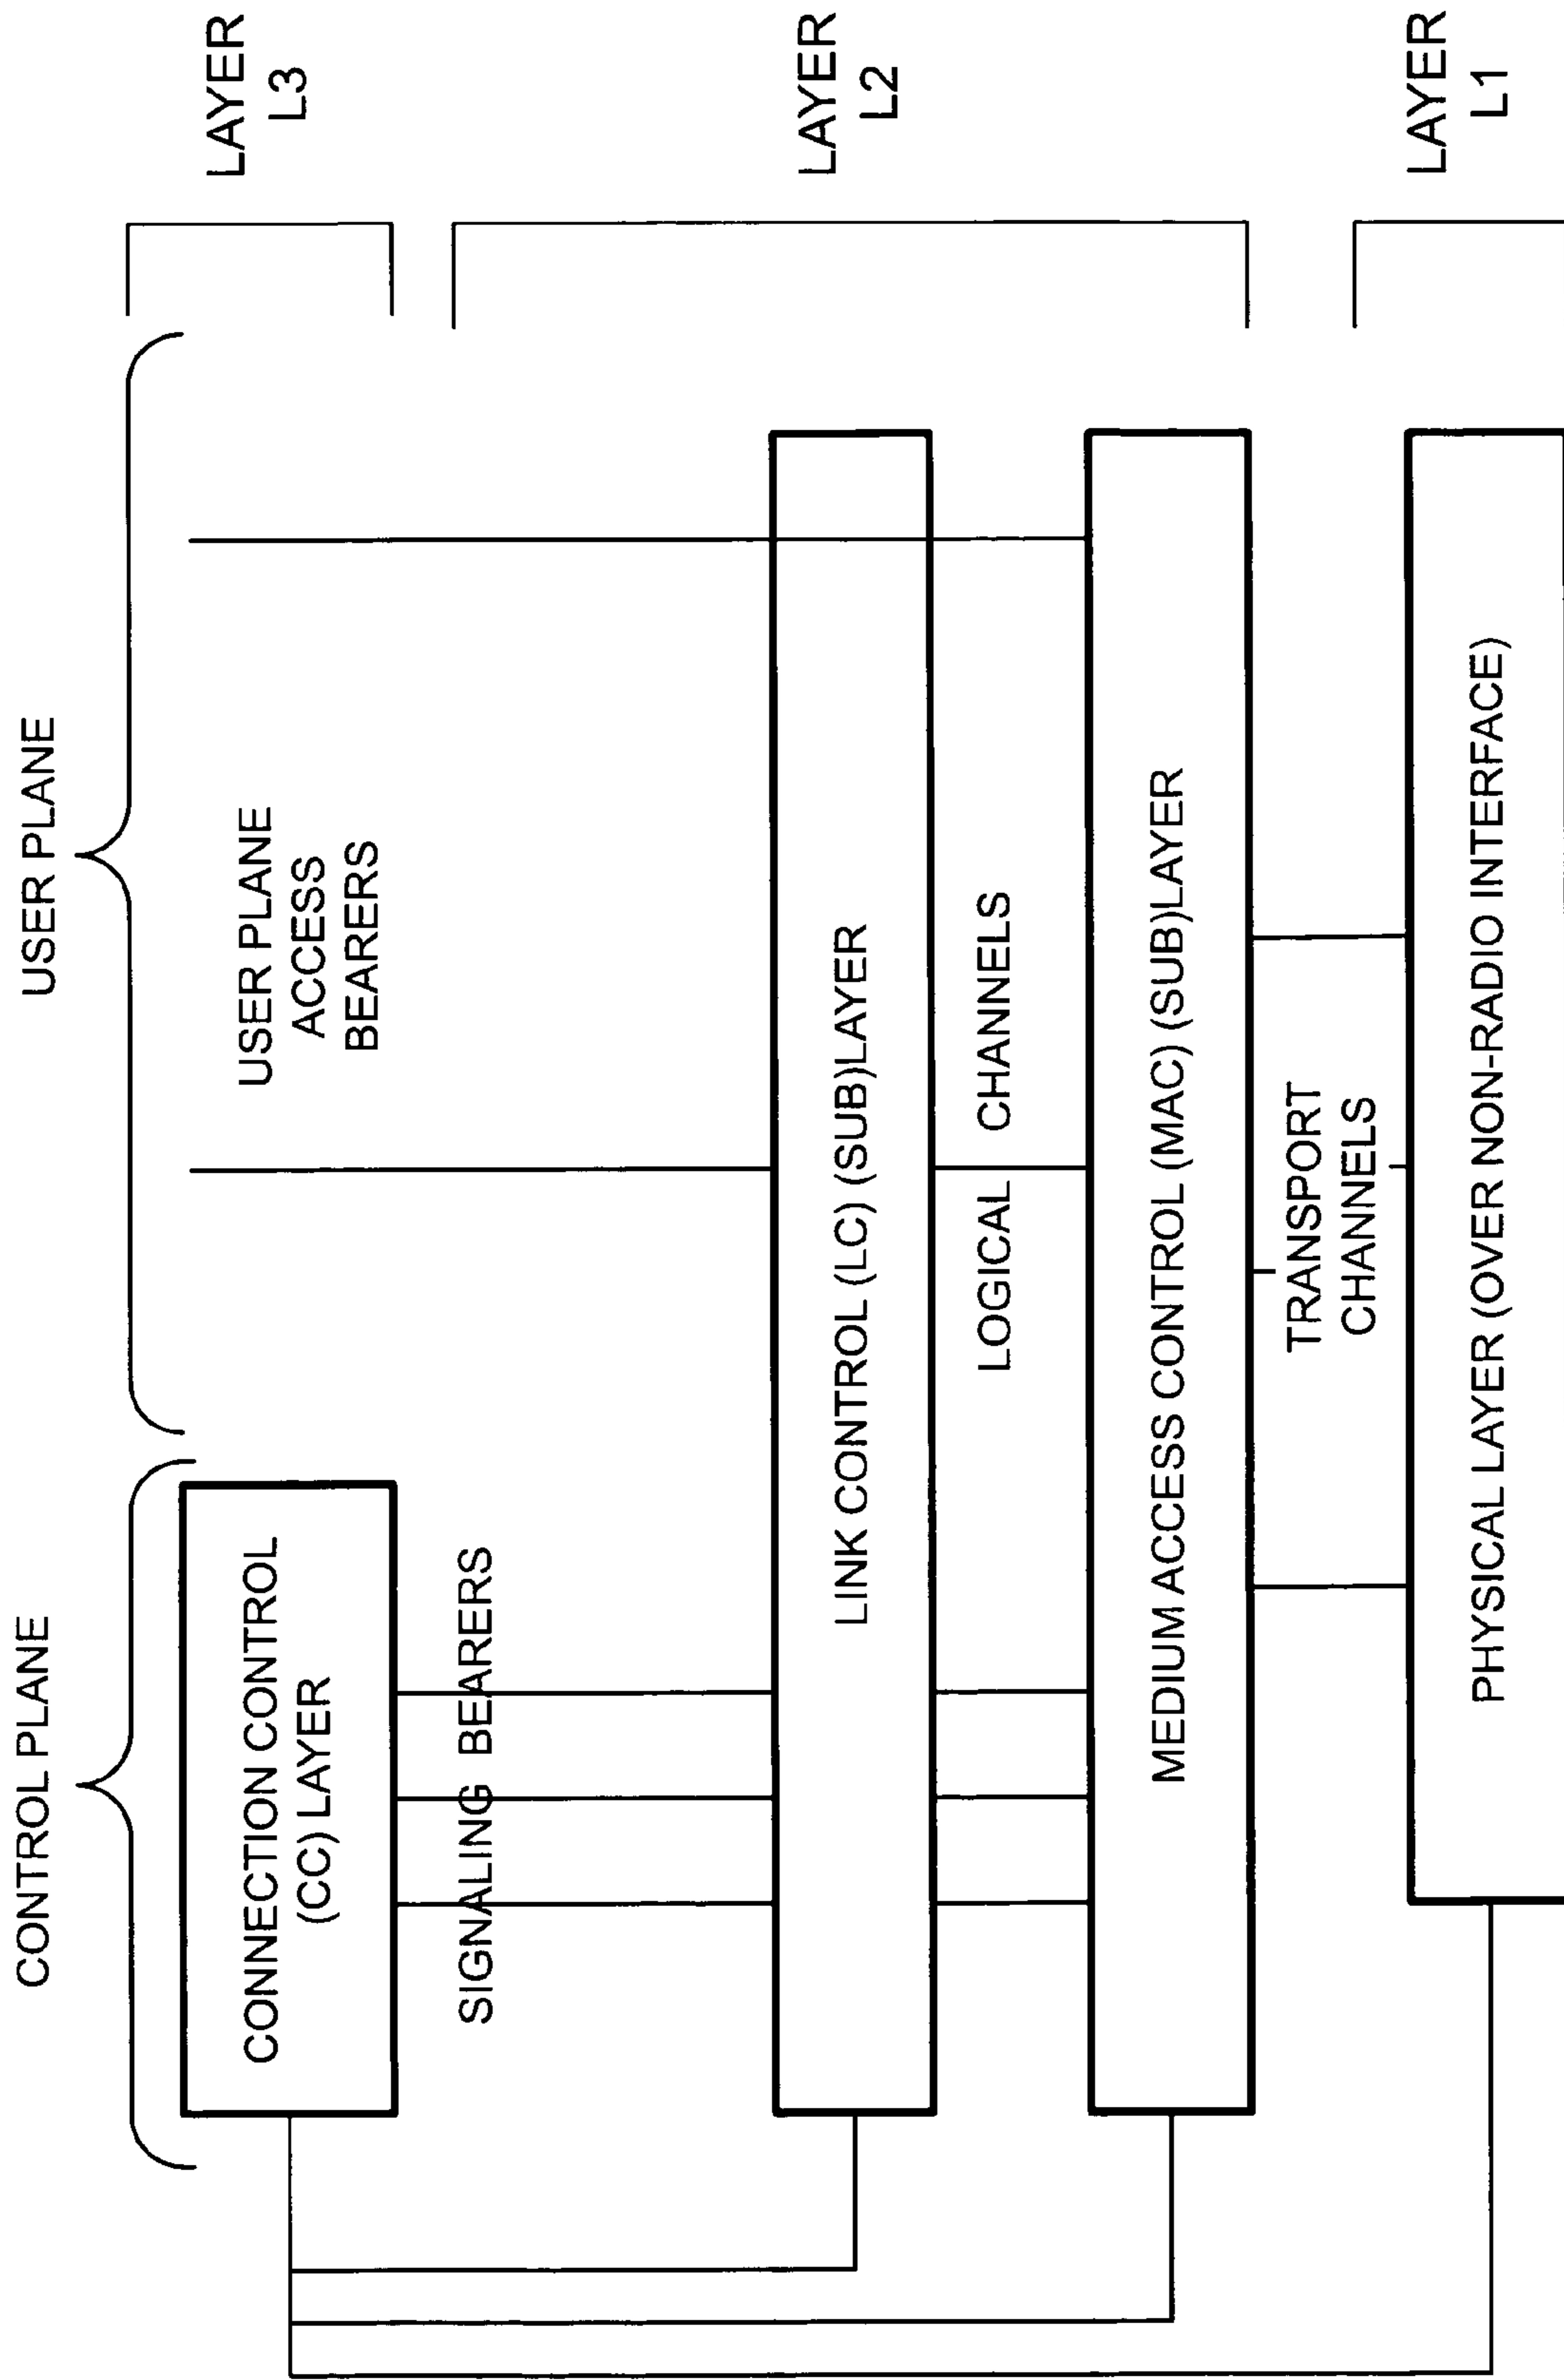 CONTROL PLANE
USER PLANE
CONNECTION CONTROL
(CC) LAYER
USER PLANE
ACCESS
BEARERS
LAYER
L3
SIGNALING BEARERS
LINK CONTROL (LC) (SUB)LAYER
LAYER
L2
LOGICAL CHANNELS
MEDIUM ACCESS CONTROL (MAC) (SUB)LAYER
TRANSPORT
CHANNELS
PHYSICAL LAYER (OVER NON-RADIO INTERFACE)
LAYER
L1